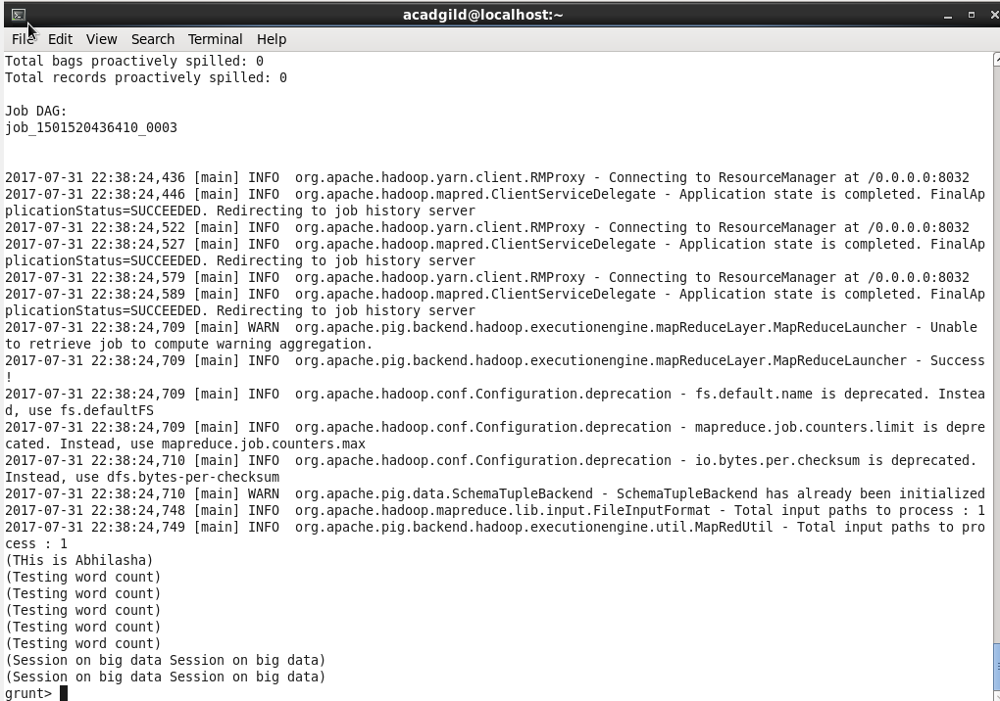 acadgild@localhost:~
File Edit View Search Terminal Help
Total bags proactively spilled: 0
Total records proactively spilled: 0
Job DAG:
job_1501520436410_0003
2017-07-31 22:38:24,436 [main] INFO  org.apache.hadoop.yarn.client.RMProxy - Connecting to ResourceManager at /0.0.0.0:8032
2017-07-31 22:38:24,446 [main] INFO  org.apache.hadoop.mapred.ClientServiceDelegate - Application state is completed. FinalAp
plicationStatus=SUCCEEDED. Redirecting to job history server
2017-07-31 22:38:24,522 [main] INFO  org.apache.hadoop.yarn.client.RMProxy - Connecting to ResourceManager at /0.0.0.0:8032
2017-07-31 22:38:24,527 [main] INFO  org.apache.hadoop.mapred.ClientServiceDelegate - Application state is completed. FinalAp
plicationStatus=SUCCEEDED. Redirecting to job history server
2017-07-31 22:38:24,579 [main] INFO  org.apache.hadoop.yarn.client.RMProxy - Connecting to ResourceManager at /0.0.0.0:8032
2017-07-31 22:38:24,589 [main] INFO  org.apache.hadoop.mapred.ClientServiceDelegate - Application state is completed. FinalAp
plicationStatus=SUCCEEDED. Redirecting to job history server
2017-07-31 22:38:24,709 [main] WARN  org.apache.pig.backend.hadoop.executionengine.mapReduceLayer.MapReduceLauncher - Unable
to retrieve job to compute warning aggregation.
2017-07-31 22:38:24,709 [main] INFO  org.apache.pig.backend.hadoop.executionengine.mapReduceLayer.MapReduceLauncher - Success
!
2017-07-31 22:38:24,709 [main] INFO  org.apache.hadoop.conf.Configuration.deprecation - fs.default.name is deprecated. Instea
d, use fs.defaultFS
2017-07-31 22:38:24,709 [main] INFO  org.apache.hadoop.conf.Configuration.deprecation - mapreduce.job.counters.limit is depre
cated. Instead, use mapreduce.job.counters.max
2017-07-31 22:38:24,710 [main] INFO  org.apache.hadoop.conf.Configuration.deprecation - io.bytes.per.checksum is deprecated.
Instead, use dfs.bytes-per-checksum
2017-07-31 22:38:24,710 [main] WARN  org.apache.pig.data.SchemaTupleBackend - SchemaTupleBackend has already been initialized
2017-07-31 22:38:24,748 [main] INFO  org.apache.hadoop.mapreduce.lib.input.FileInputFormat - Total input paths to process : 1
2017-07-31 22:38:24,749 [main] INFO  org.apache.pig.backend.hadoop.executionengine.util.MapRedUtil - Total input paths to pro
cess : 1
(THis is Abhilasha)
(Testing word count)
(Testing word count)
(Testing word count)
(Testing word count)
(Testing word count)
(Session on big data Session on big data)
(Session on big data Session on big data)
grunt>